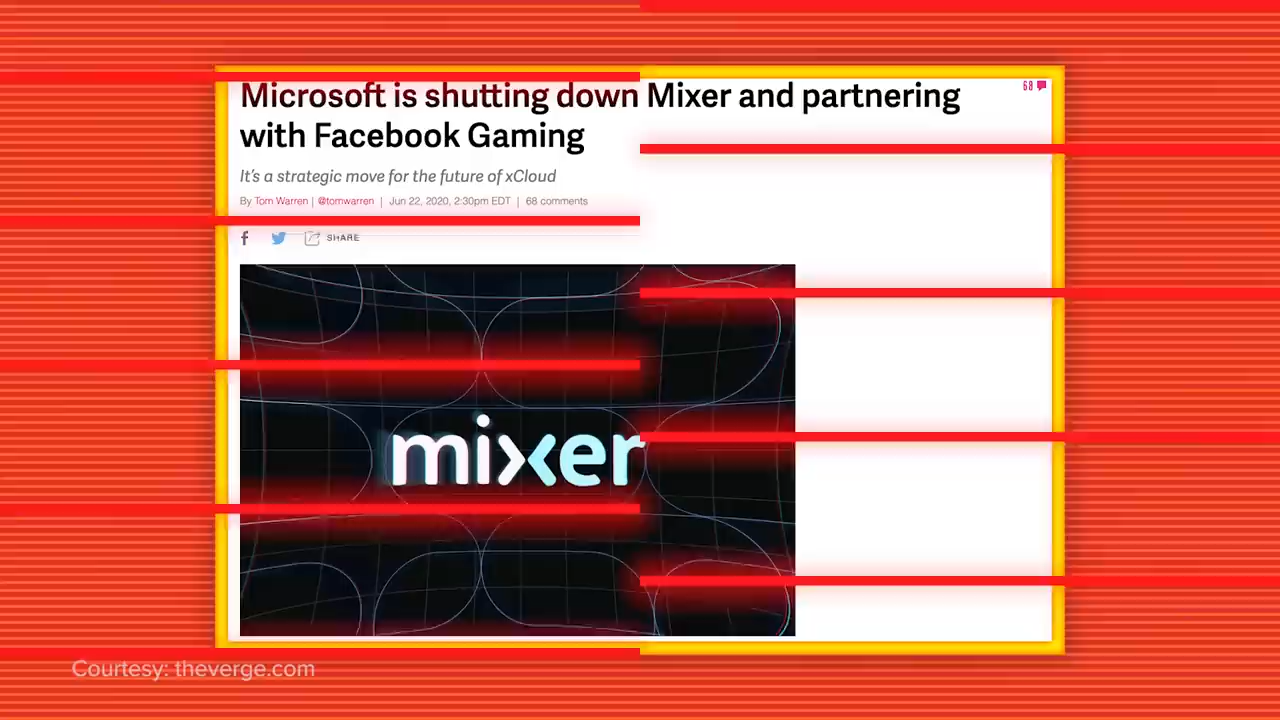 Microsoft is shutting down Mixer and partnering
68
with Facebook Gaming
It's a strategic move for the future of xCloud
By Tom Warren | @tomwarren | Jun 22, 2020, 2:30pm EDT | 68 comments
SHARE
mixer
Courtesy: theverge.com